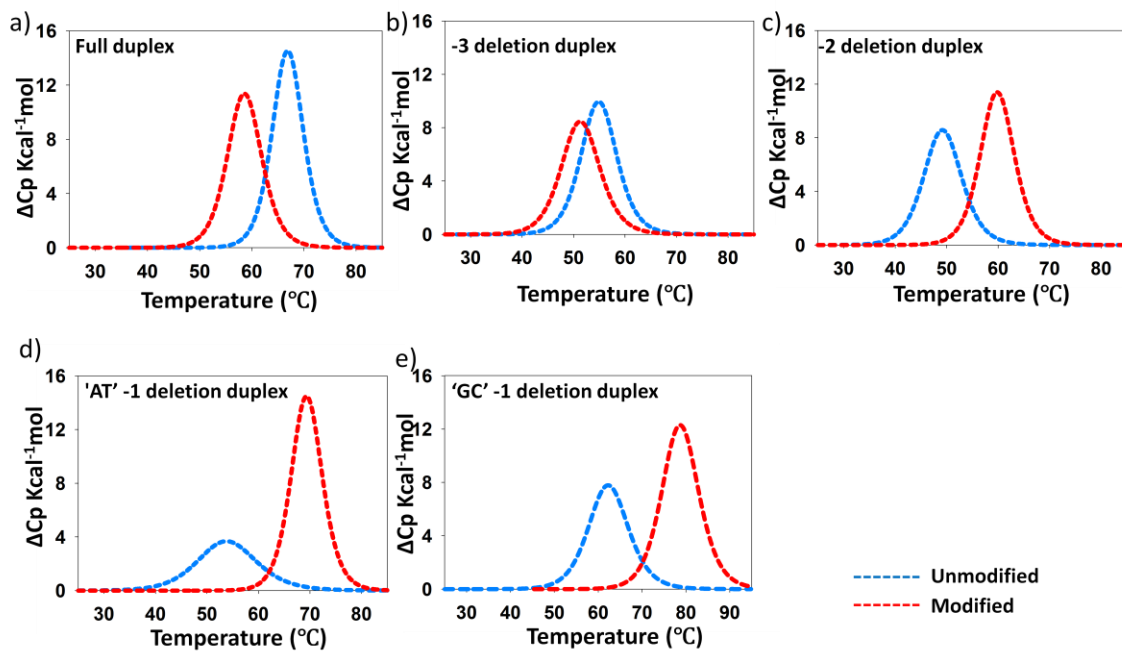 a)
Full duplex
16
12
8
4
0
ΔCp Kcal⁻¹mol
30 40 50 60 70 80
Temperature (℃)
b)
-3 deletion duplex
16
12
8
4
0
ΔCp Kcal⁻¹mol
30 40 50 60 70 80
Temperature (℃)
c)
-2 deletion duplex
16
12
8
4
0
ΔCp Kcal⁻¹mol
30 40 50 60 70 80
Temperature (℃)
d)
'AT' -1 deletion duplex
16
12
8
4
0
ΔCp Kcal⁻¹mol
30 40 50 60 70 80
Temperature (℃)
e)
‘GC’ -1 deletion duplex
16
12
8
4
0
ΔCp Kcal⁻¹mol
30 40 50 60 70 80 90
Temperature (℃)
Unmodified
Modified